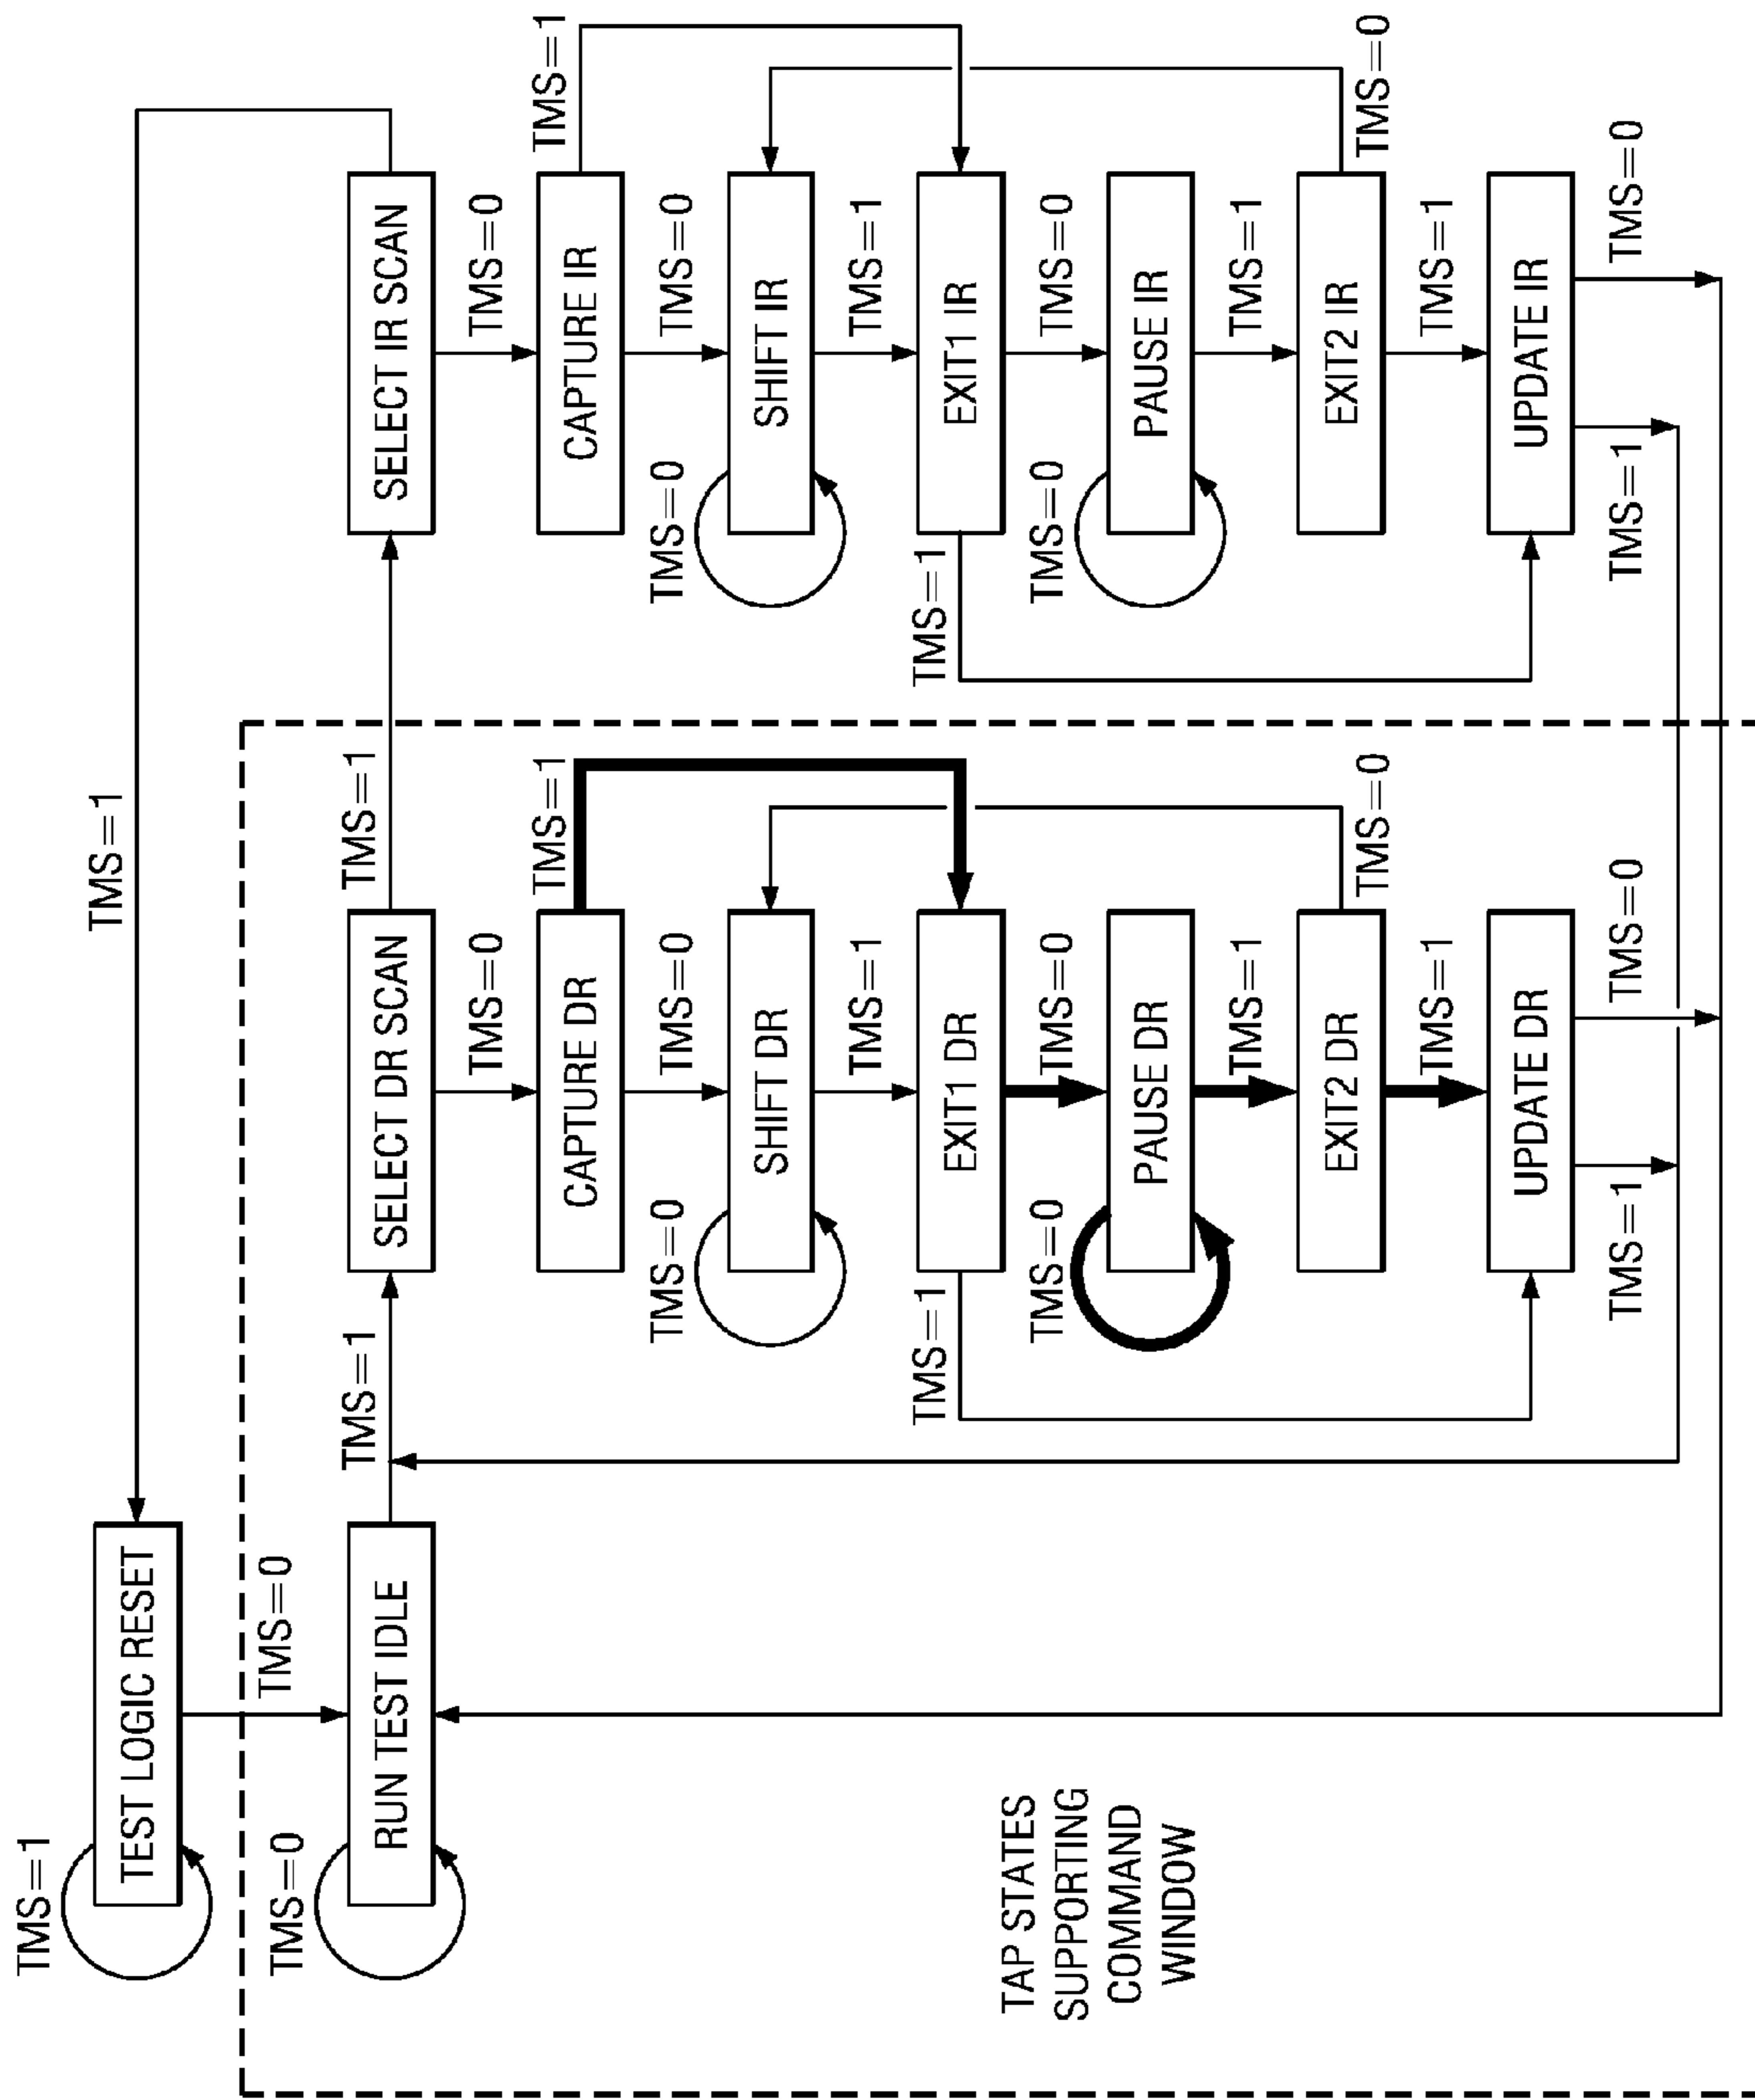 TMS=1
TEST LOGIC RESET
TMS=1
TMS=0
TMS=0
RUN TEST IDLE
TMS=1
SELECT DR SCAN
TMS=1
SELECT IR SCAN
TMS=0
TMS=0
CAPTURE DR
TMS=1
CAPTURE IR
TMS=1
TMS=0
TMS=0
TMS=0
TMS=0
SHIFT DR
SHIFT IR
TMS=1
TMS=1
TMS=1
EXIT1 DR
TMS=1
EXIT1 IR
TMS=0
TMS=0
TMS=0
TMS=0
PAUSE DR
PAUSE IR
TMS=1
TMS=1
EXIT2 DR
TMS=0
EXIT2 IR
TMS=0
TMS=1
TMS=1
UPDATE DR
UPDATE IR
TMS=1
TMS=0
TMS=1
TMS=0
TAP STATES
SUPPORTING
COMMAND
WINDOW